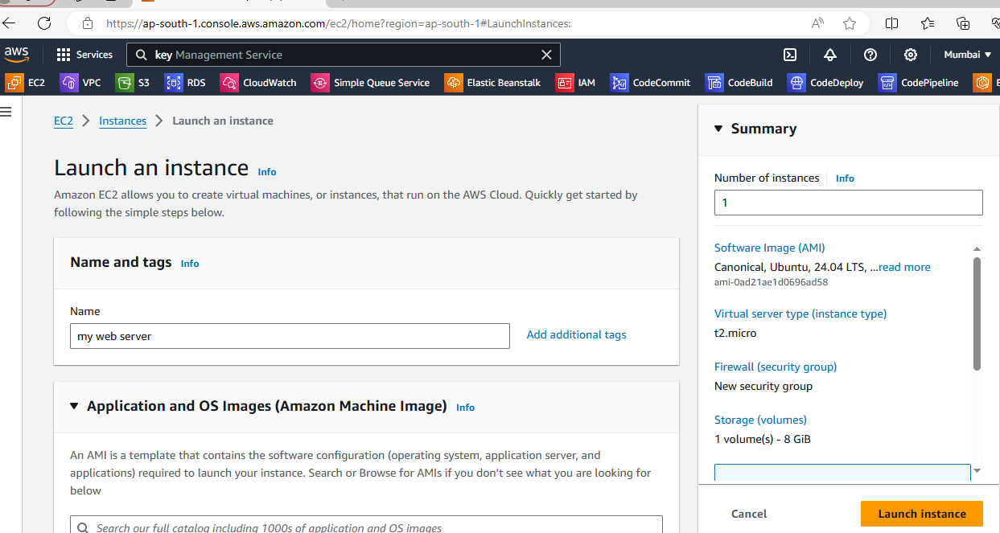 https://ap-south-1.console.aws.amazon.com/ec2/home?region=ap-south-1#LaunchInstances:
aws Services key Management Service Mumbai
EC2 VPC S3 RDS CloudWatch Simple Queue Service Elastic Beanstalk IAM CodeCommit CodeBuild CodeDeploy CodePipeline
EC2 Instances Launch an instance
Launch an instance Info
Amazon EC2 allows you to create virtual machines, or instances, that run on the AWS Cloud. Quickly get started by
following the simple steps below.
Name and tags Info
Name
my web server
Add additional tags
Application and OS Images (Amazon Machine Image) Info
An AMI is a template that contains the software configuration (operating system, application server, and
applications) required to launch your instance. Search or Browse for AMIs if you don't see what you are looking for
below
Search our full catalog including 1000s of application and OS images
Summary
Number of instances Info
1
Software Image (AMI)
Canonical, Ubuntu, 24.04 LTS, ...read more
ami-0ad21ae1d0696ad58
Virtual server type (instance type)
t2.micro
Firewall (security group)
New security group
Storage (volumes)
1 volume(s) - 8 GiB
Cancel
Launch instance